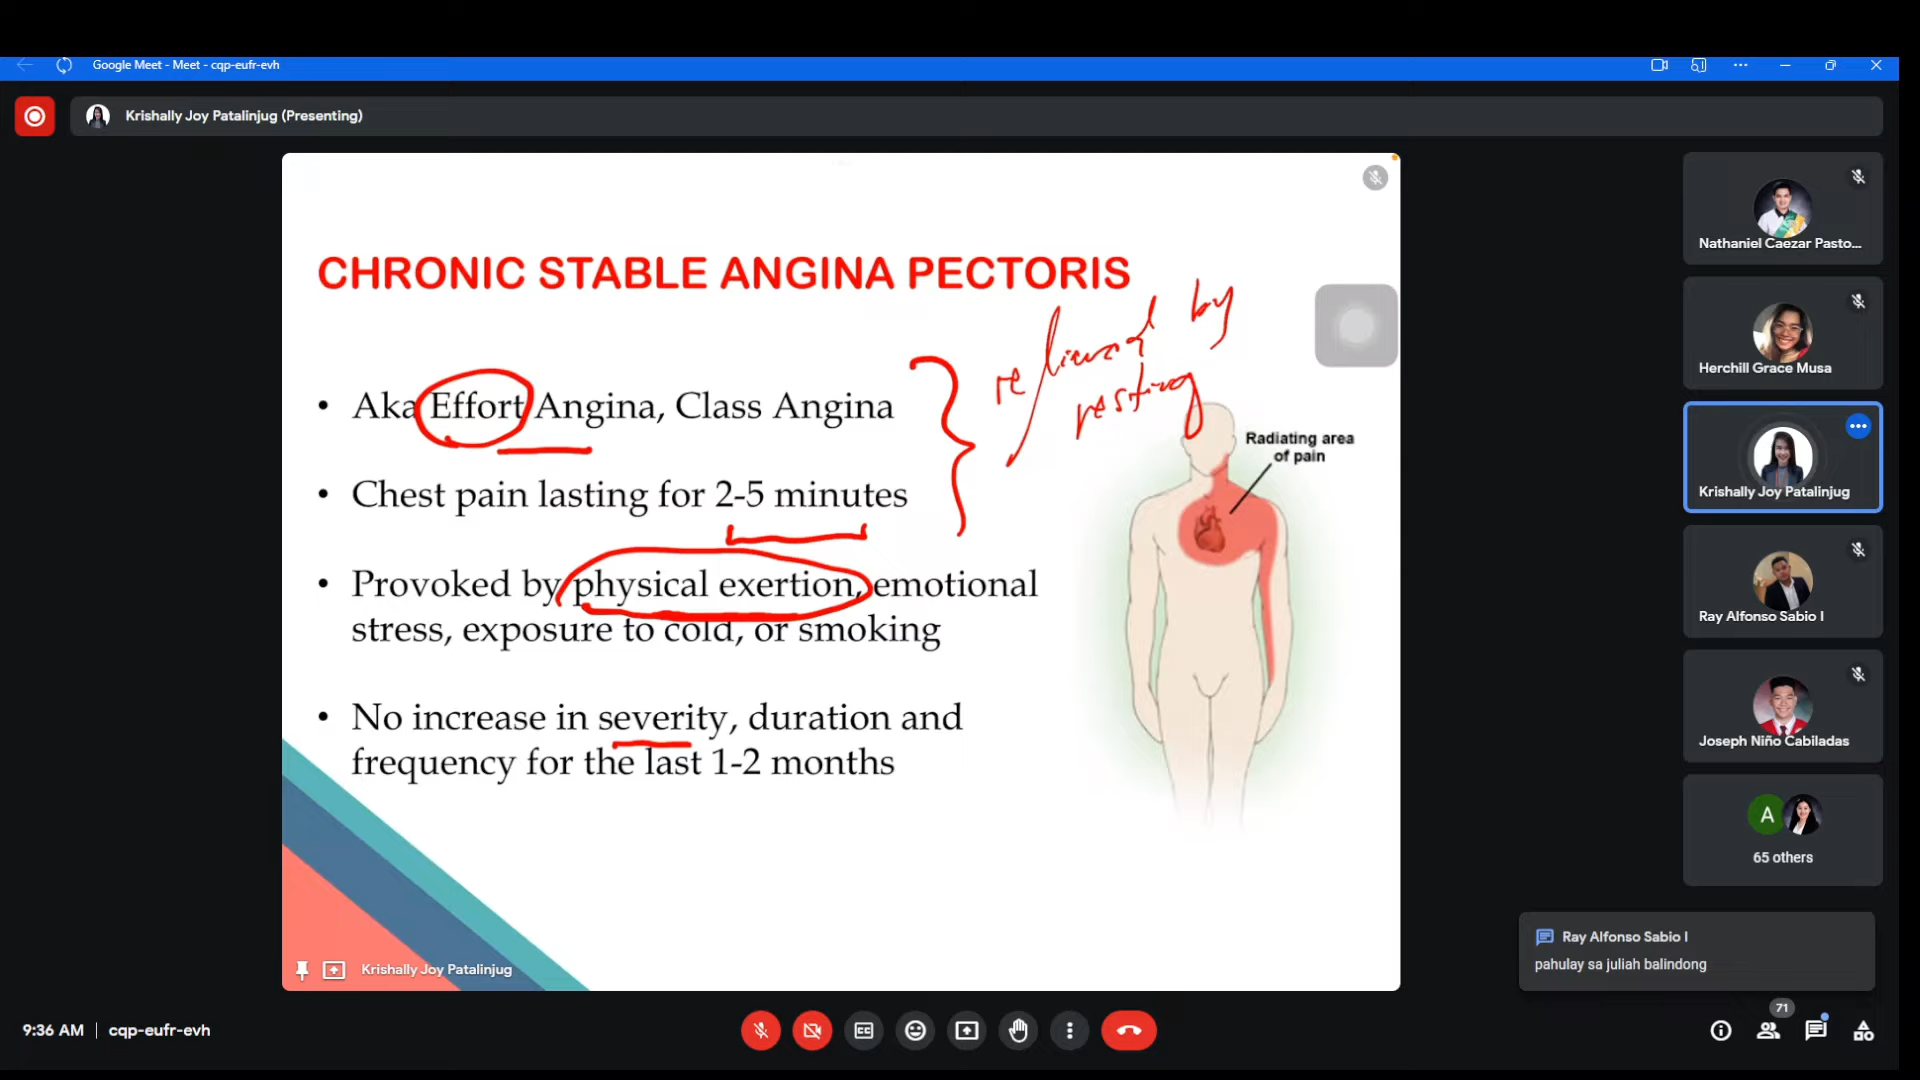 Google Meet - Meet - cqp-eufr-evh
Krishally Joy Patalinjug (Presenting)
CHRONIC STABLE ANGINA PECTORIS
relieved by
resting
• Aka Effort Angina, Class Angina
• Chest pain lasting for 2-5 minutes
• Provoked by physical exertion, emotional
stress, exposure to cold, or smoking
• No increase in severity, duration and
frequency for the last 1-2 months
Radiating area
of pain
Krishally Joy Patalinjug
Nathaniel Caezar Pasto...
Herchill Grace Musa
Krishally Joy Patalinjug
Ray Alfonso Sabio I
Joseph Niño Cabiladas
A
65 others
Ray Alfonso Sabio I
pahulay sa juliah balindong
9:36 AM | cqp-eufr-evh
71